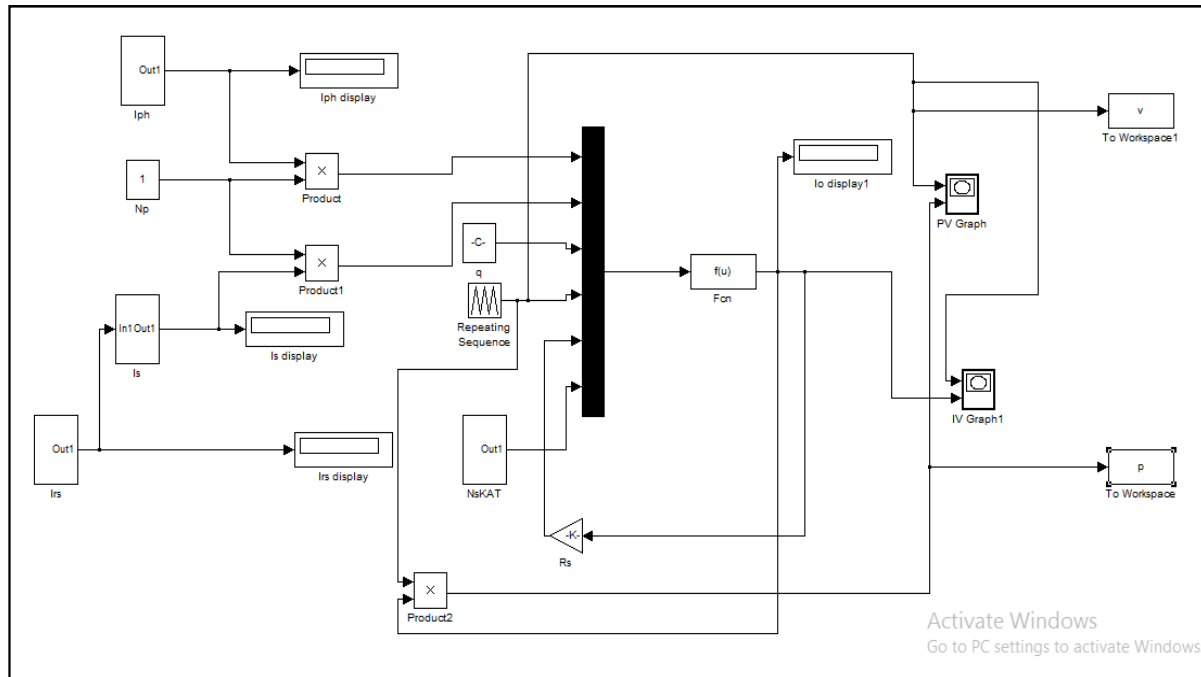 Out1
Iph
Iph display
1
Np
×
Product
×
Product1
-C-
q
Repeating
Sequence
In1 Out1
Is
Is display
Out1
Irs
Irs display
Out1
NsKAT
-K-
Rs
×
Product2
f(u)
Fcn
Io display1
v
To Workspace1
PV Graph
IV Graph1
p
To Workspace
Activate Windows
Go to PC settings to activate Windows